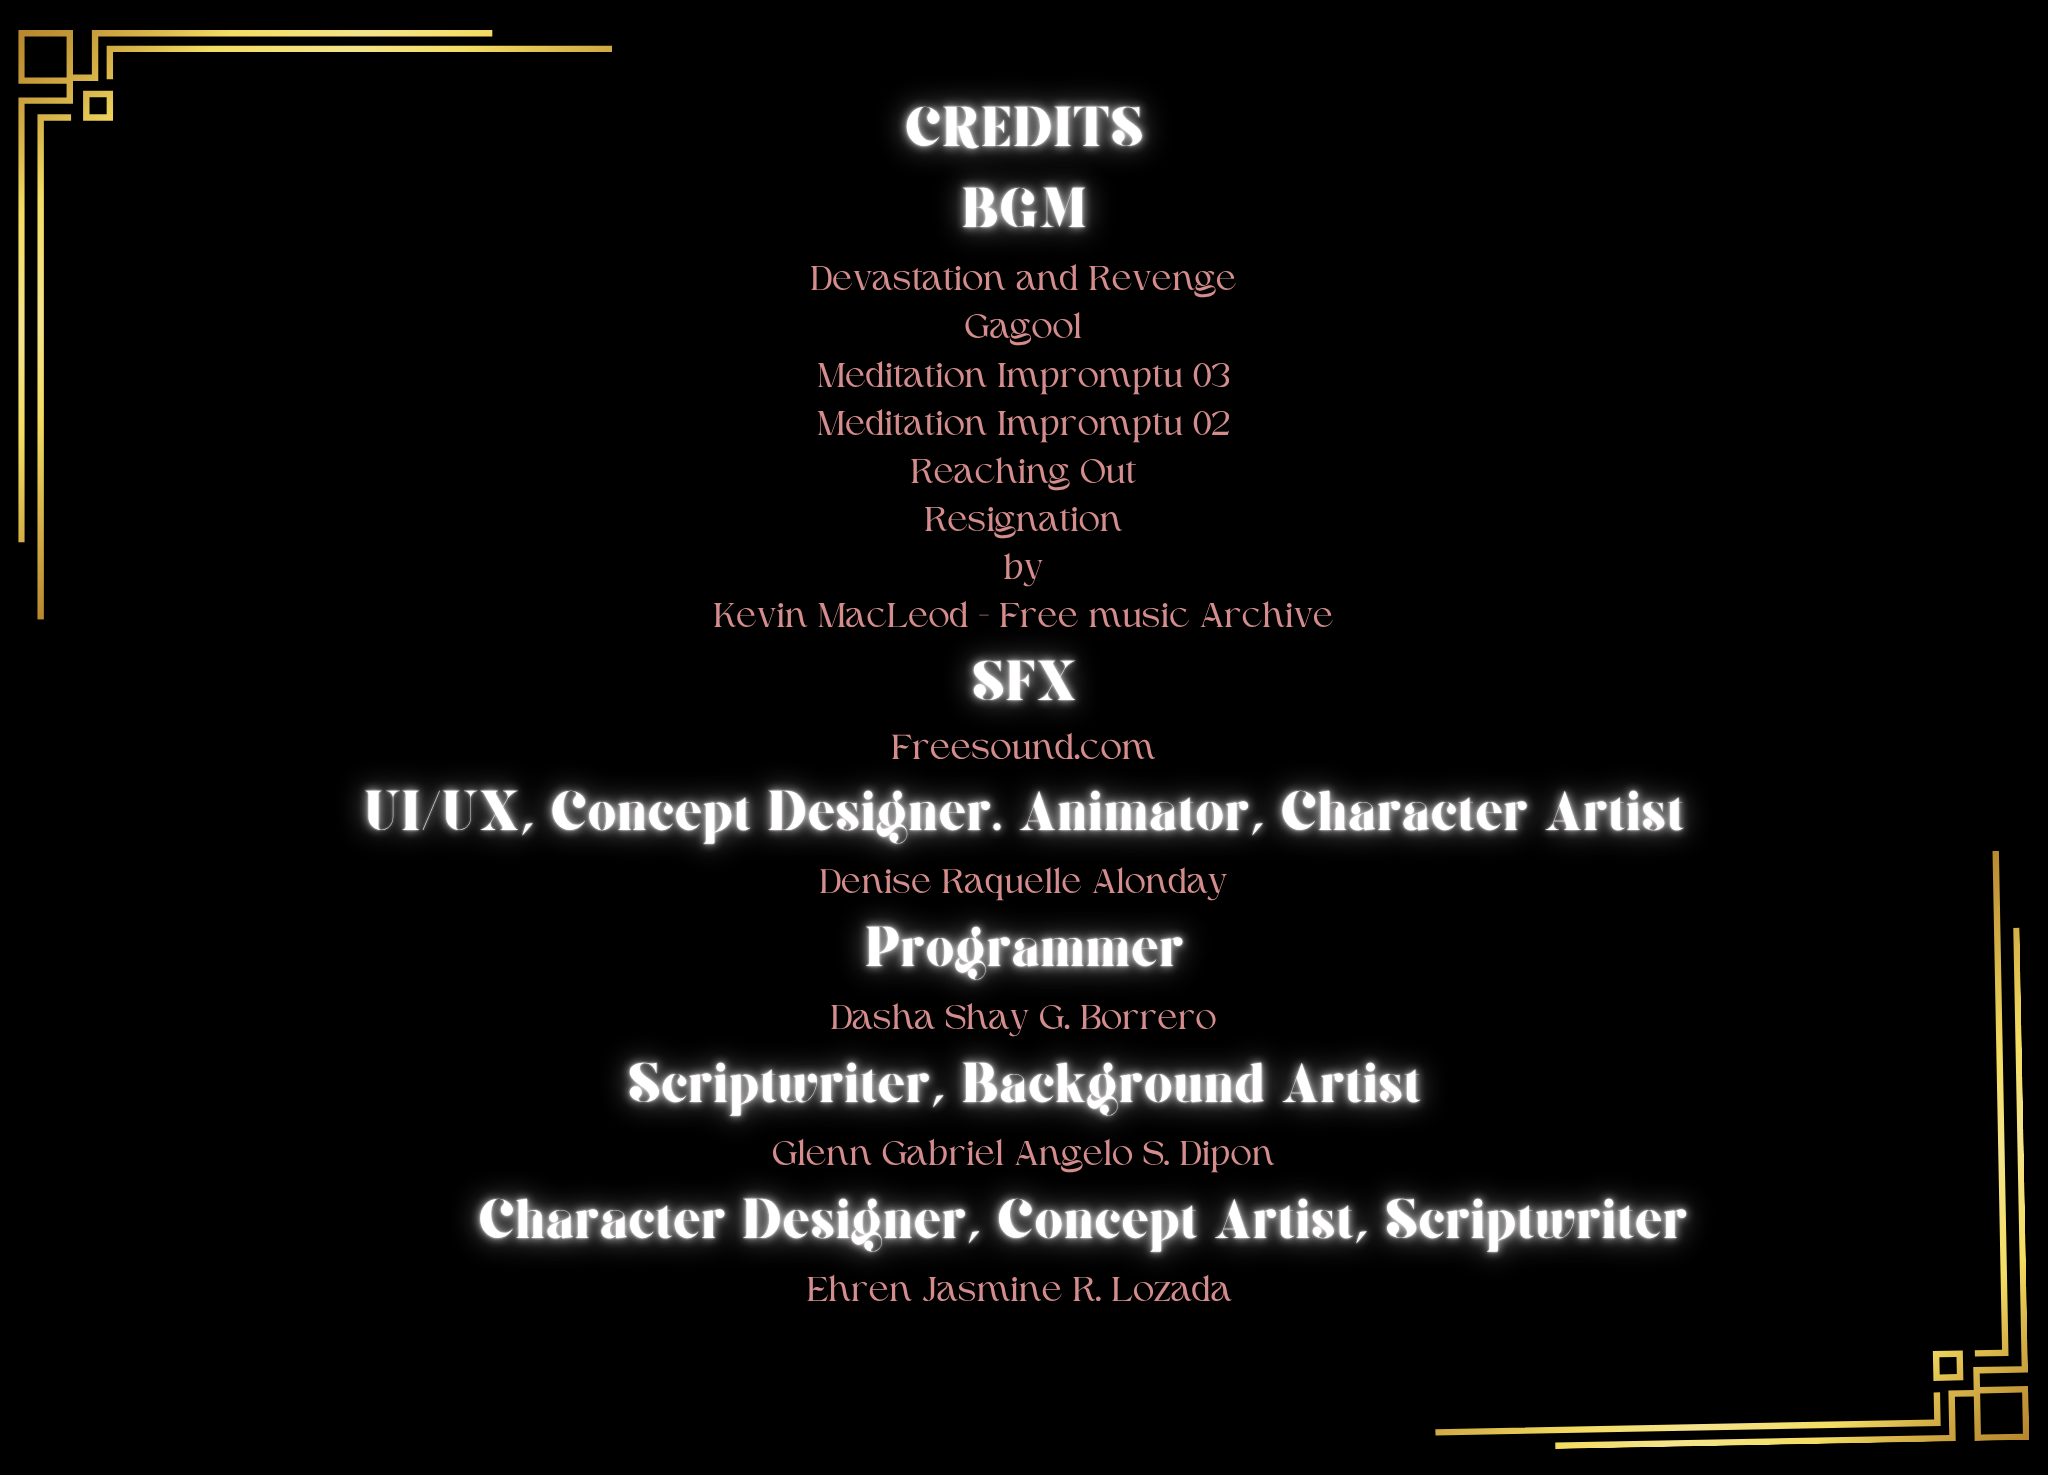 CREDITS
BGM
Devastation and Revenge
Gagool
Meditation Impromptu 03
Meditation Impromptu 02
Reaching Out
Resignation
by
Kevin MacLeod - Free music Archive
SFX
Freesound.com
UI/UX, Concept Designer. Animator, Character Artist
Denise Raquelle Alonday
Programmer
Dasha Shay G. Borrero
Scriptwriter, Background Artist
Glenn Gabriel Angelo S. Dipon
Character Designer, Concept Artist, Scriptwriter
Ehren Jasmine R. Lozada